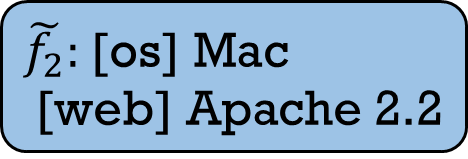 f̃₂: [os] Mac
[web] Apache 2.2